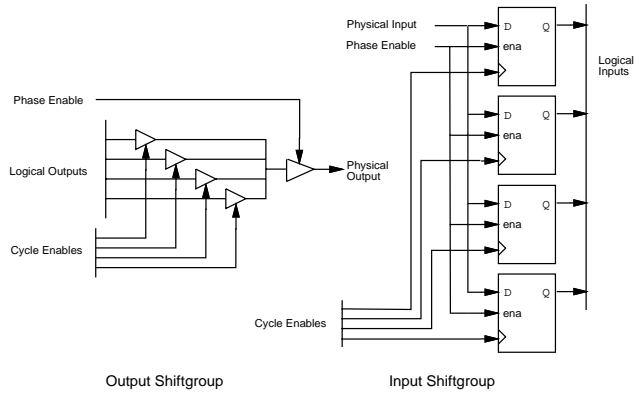 Physical Input
Phase Enable
D Q
ena
Logical
Inputs
Phase Enable
D Q
ena
Logical Outputs
Physical
Output
D Q
ena
Cycle Enables
D Q
ena
Cycle Enables
Output Shiftgroup
Input Shiftgroup